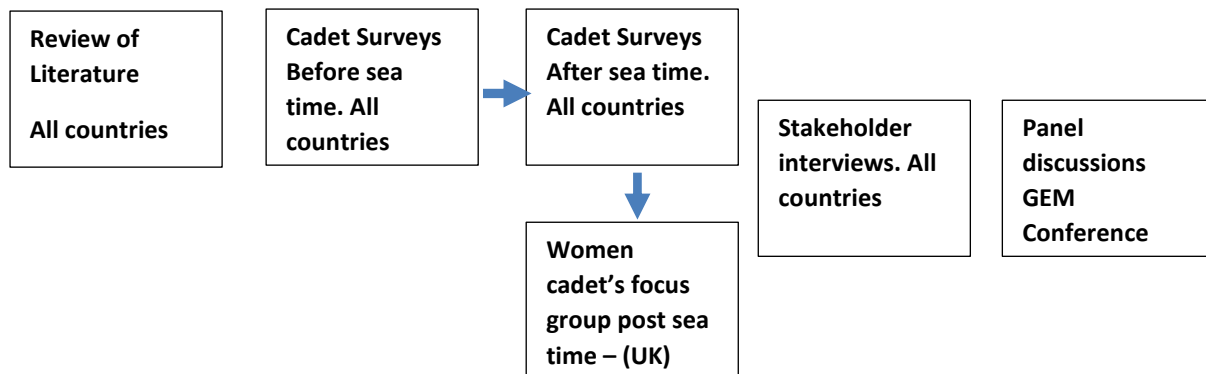 Review of
Literature
All countries
Cadet Surveys
Before sea
time. All
countries
Cadet Surveys
After sea time.
All countries
Women
cadet’s focus
group post sea
time – (UK)
Stakeholder
interviews. All
countries
Panel
discussions
GEM
Conference